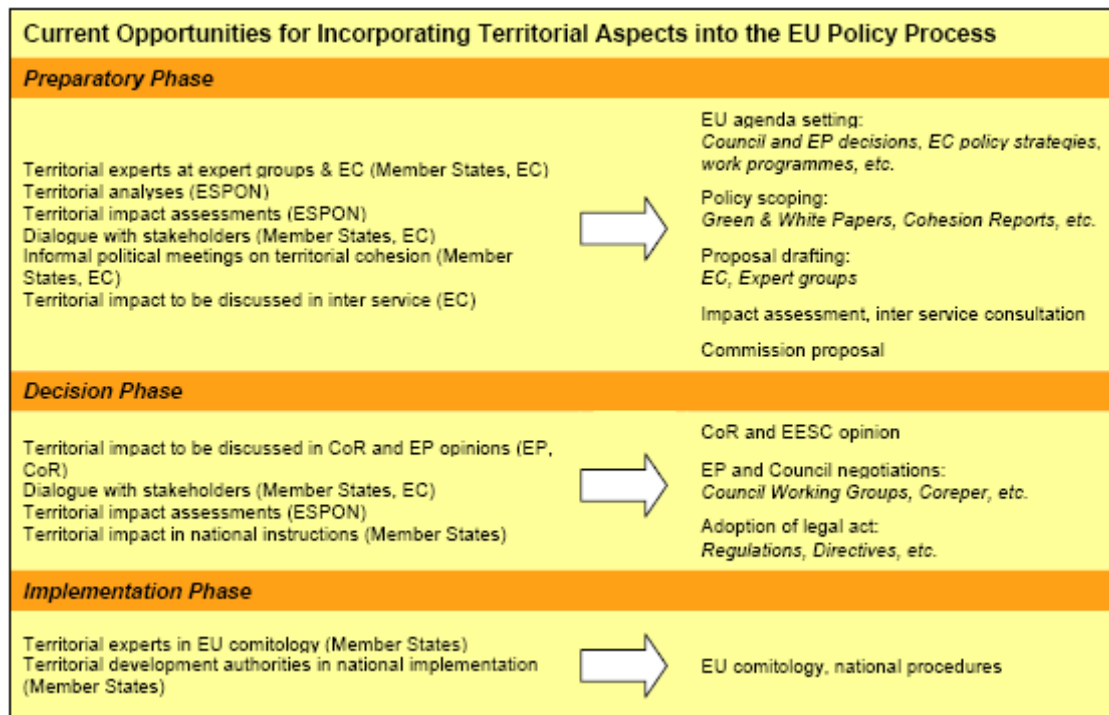 Current Opportunities for Incorporating Territorial Aspects into the EU Policy Process
Preparatory Phase
Territorial experts at expert groups & EC (Member States, EC)
Territorial analyses (ESPON)
Territorial impact assessments (ESPON)
Dialogue with stakeholders (Member States, EC)
Informal political meetings on territorial cohesion (Member
States, EC)
Territorial impact to be discussed in inter service (EC)
EU agenda setting:
Council and EP decisions, EC policy strategies,
work programmes, etc.
Policy scoping:
Green & White Papers, Cohesion Reports, etc.
Proposal drafting:
EC, Expert groups
Impact assessment, inter service consultation
Commission proposal
Decision Phase
Territorial impact to be discussed in CoR and EP opinions (EP,
CoR)
Dialogue with stakeholders (Member States, EC)
Territorial impact assessments (ESPON)
Territorial impact in national instructions (Member States)
CoR and EESC opinion
EP and Council negotiations:
Council Working Groups, Coreper, etc.
Adoption of legal act:
Regulations, Directives, etc.
Implementation Phase
Territorial experts in EU comitology (Member States)
Territorial development authorities in national implementation
(Member States)
EU comitology, national procedures